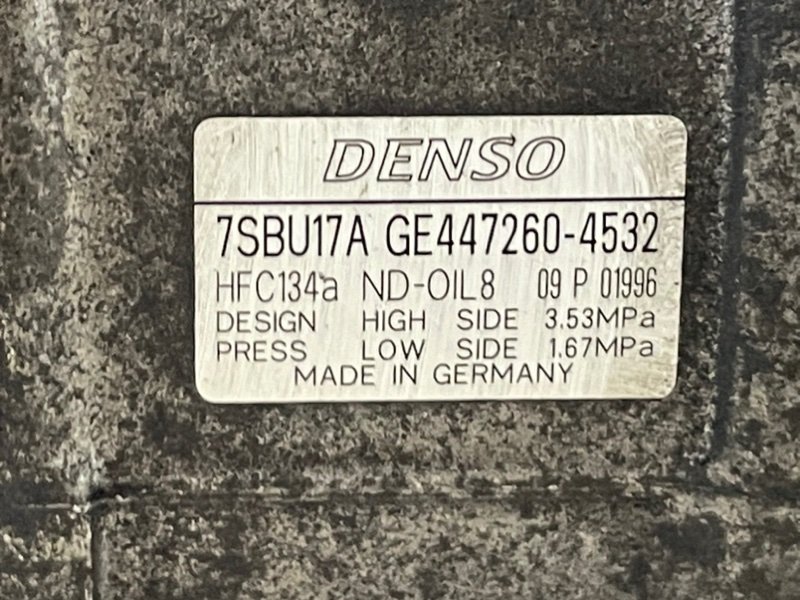 DENSO
7SBU17A GE447260-4532
HFC134a ND-OIL8 09 P 01996
DESIGN HIGH SIDE 3.53MPa
PRESS LOW SIDE 1.67MPa
MADE IN GERMANY